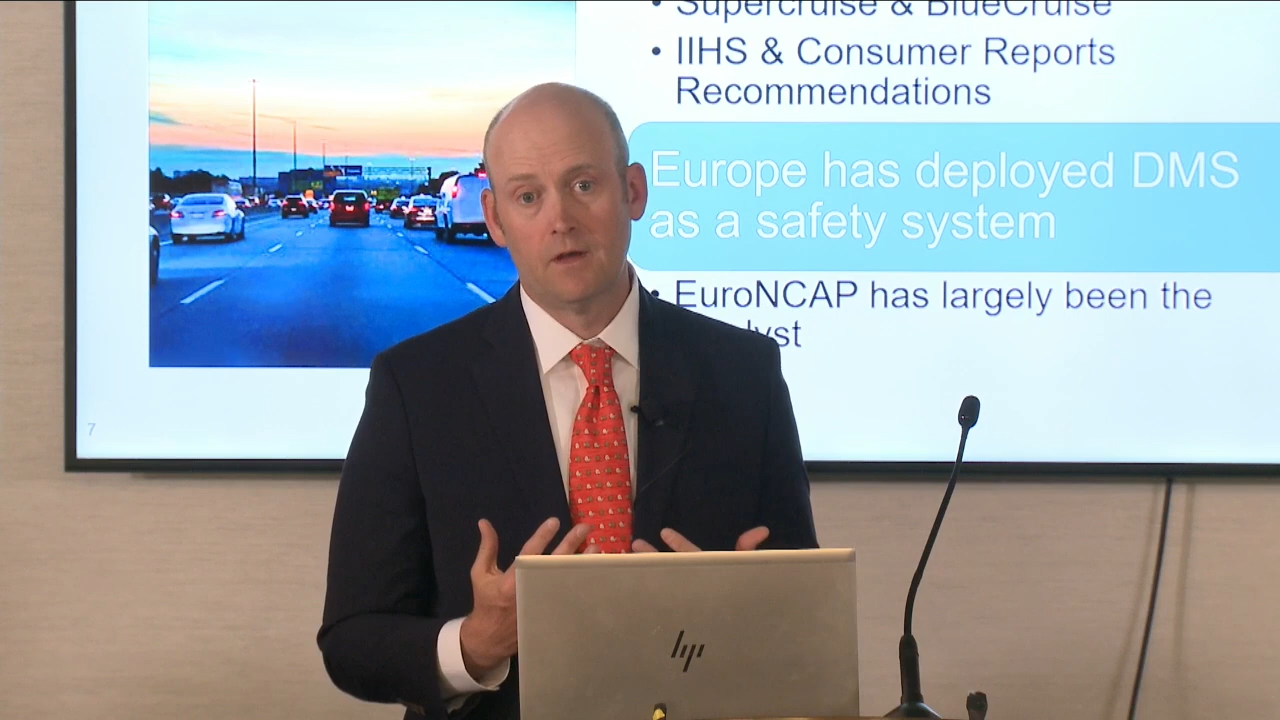 • Supercruise & BlueCruise
• IIHS & Consumer Reports
Recommendations
Europe has deployed DMS
as a safety system
• EuroNCAP has largely been the
lyst
7
hp